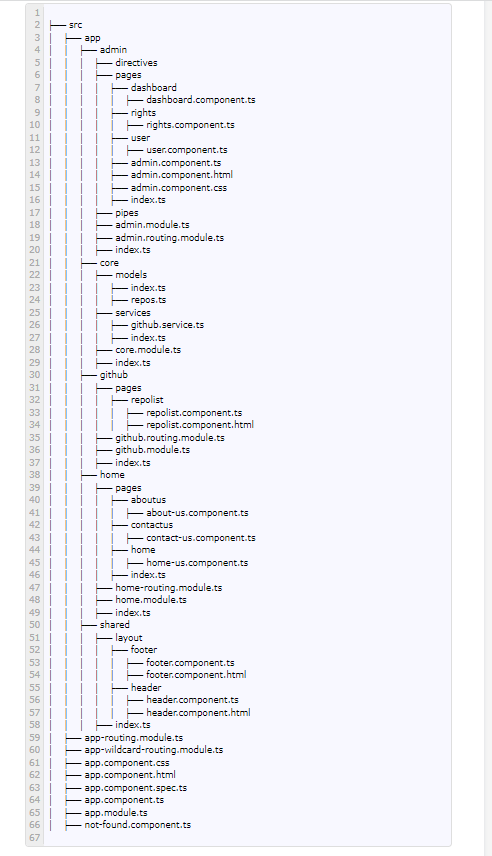 1
2 ├── src
3 │ ├── app
4 │ │ ├── admin
5 │ │ │ ├── directives
6 │ │ │ ├── pages
7 │ │ │ │ ├── dashboard
8 │ │ │ │ │ ├── dashboard.component.ts
9 │ │ │ │ ├── rights
10 │ │ │ │ │ ├── rights.component.ts
11 │ │ │ │ ├── user
12 │ │ │ │ │ ├── user.component.ts
13 │ │ │ │ ├── admin.component.ts
14 │ │ │ │ ├── admin.component.html
15 │ │ │ │ ├── admin.component.css
16 │ │ │ │ ├── index.ts
17 │ │ │ ├── pipes
18 │ │ │ ├── admin.module.ts
19 │ │ │ ├── admin.routing.module.ts
20 │ │ │ ├── index.ts
21 │ │ ├── core
22 │ │ │ ├── models
23 │ │ │ │ ├── index.ts
24 │ │ │ │ ├── repos.ts
25 │ │ │ ├── services
26 │ │ │ │ ├── github.service.ts
27 │ │ │ │ ├── index.ts
28 │ │ │ ├── core.module.ts
29 │ │ │ ├── index.ts
30 │ │ ├── github
31 │ │ │ ├── pages
32 │ │ │ │ ├── repolist
33 │ │ │ │ │ ├── repolist.component.ts
34 │ │ │ │ │ ├── repolist.component.html
35 │ │ │ ├── github.routing.module.ts
36 │ │ │ ├── github.module.ts
37 │ │ │ ├── index.ts
38 │ │ ├── home
39 │ │ │ ├── pages
40 │ │ │ │ ├── aboutus
41 │ │ │ │ │ ├── about-us.component.ts
42 │ │ │ │ ├── contactus
43 │ │ │ │ │ ├── contact-us.component.ts
44 │ │ │ │ ├── home
45 │ │ │ │ │ ├── home-us.component.ts
46 │ │ │ │ ├── index.ts
47 │ │ │ ├── home-routing.module.ts
48 │ │ │ ├── home.module.ts
49 │ │ │ ├── index.ts
50 │ │ ├── shared
51 │ │ │ ├── layout
52 │ │ │ │ ├── footer
53 │ │ │ │ │ ├── footer.component.ts
54 │ │ │ │ │ ├── footer.component.html
55 │ │ │ │ ├── header
56 │ │ │ │ │ ├── header.component.ts
57 │ │ │ │ │ ├── header.component.html
58 │ │ │ ├── index.ts
59 │ ├── app-routing.module.ts
60 │ ├── app-wildcard-routing.module.ts
61 │ ├── app.component.css
62 │ ├── app.component.html
63 │ ├── app.component.spec.ts
64 │ ├── app.component.ts
65 │ ├── app.module.ts
66 │ ├── not-found.component.ts
67